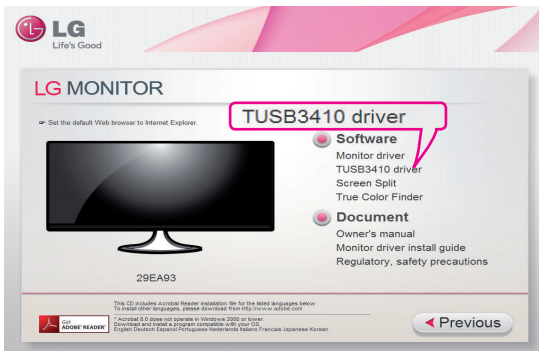 LG
Life's Good
LG MONITOR
☞ Set the default Web browser to Internet Explorer.
TUSB3410 driver
Software
Monitor driver
TUSB3410 driver
Screen Split
True Color Finder
Document
Owner's manual
Monitor driver install guide
Regulatory, safety precautions
29EA93
Get
ADOBE® READER®
This CD includes Acrobat Reader installation file for the listed languages below
To install other languages, please download from Http://www.adobe.com
* Acrobat 8.0 dose not operate in Windows 2000 or lower.
Download and install a program compatible with your OS.
English Deutsch Espanol Portuguese Nederlands Italiano Francais Japanese Korean
Previous